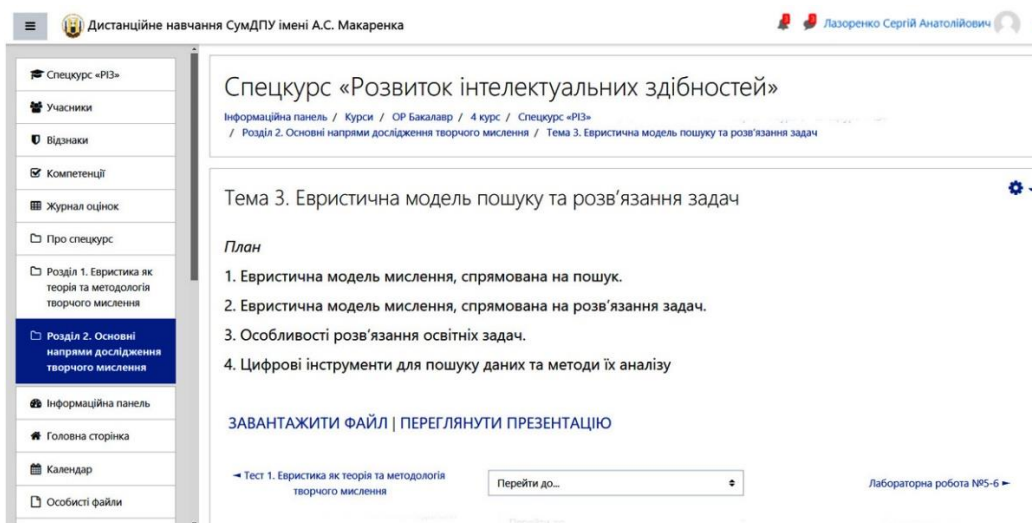 Дистанційне навчання СумДПУ імені А.С. Макаренка
Лазоренко Сергій Анатолійович
Спецкурс «РІЗ»
Учасники
Відзнаки
Компетенції
Журнал оцінок
Про спецкурс
Розділ 1. Евристика як
теорія та методологія
творчого мислення
Розділ 2. Основні
напрями дослідження
творчого мислення
Інформаційна панель
Головна сторінка
Календар
Особисті файли
Спецкурс «Розвиток інтелектуальних здібностей»
Інформаційна панель / Курси / ОР Бакалавр / 4 курс / Спецкурс «РІЗ»
/ Розділ 2. Основні напрями дослідження творчого мислення / Тема 3. Евристична модель пошуку та розв'язання задач
Тема 3. Евристична модель пошуку та розв'язання задач
План
1. Евристична модель мислення, спрямована на пошук.
2. Евристична модель мислення, спрямована на розв'язання задач.
3. Особливості розв'язання освітніх задач.
4. Цифрові інструменти для пошуку даних та методи їх аналізу
ЗАВАНТАЖИТИ ФАЙЛ | ПЕРЕГЛЯНУТИ ПРЕЗЕНТАЦІЮ
◄ Тест 1. Евристика як теорія та методологія
творчого мислення
Перейти до...
Лабораторна робота №5-6 ►